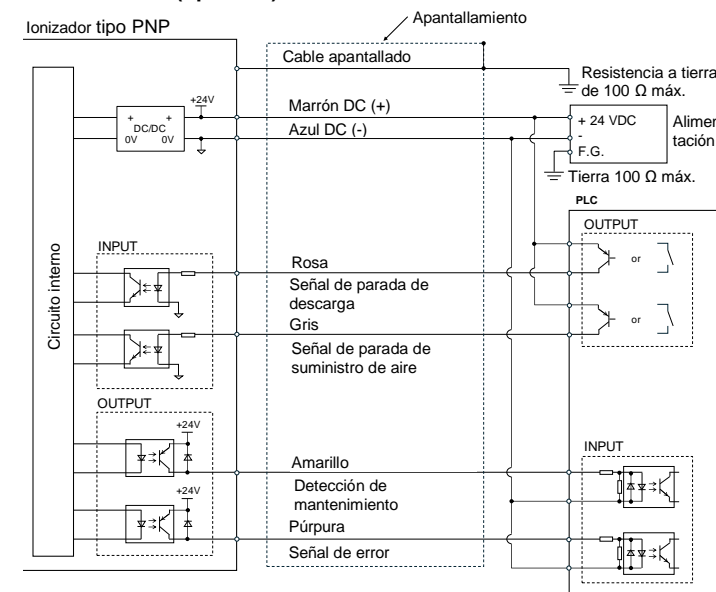 Apantallamiento
Ionizador tipo PNP
Cable apantallado
Resistencia a tierra
de 100 Ω máx.
+24V
Marrón DC (+)
+ +
DC/DC
0V 0V
Azul DC (-)
+ 24 VDC
-
F.G.
Alimen
tación
Tierra 100 Ω máx.
PLC
OUTPUT
Circuito interno
INPUT
Rosa
or
Señal de parada de
descarga
Gris
or
Señal de parada de
suministro de aire
OUTPUT
+24V
INPUT
Amarillo
Detección de
mantenimiento
+24V
Púrpura
Señal de error